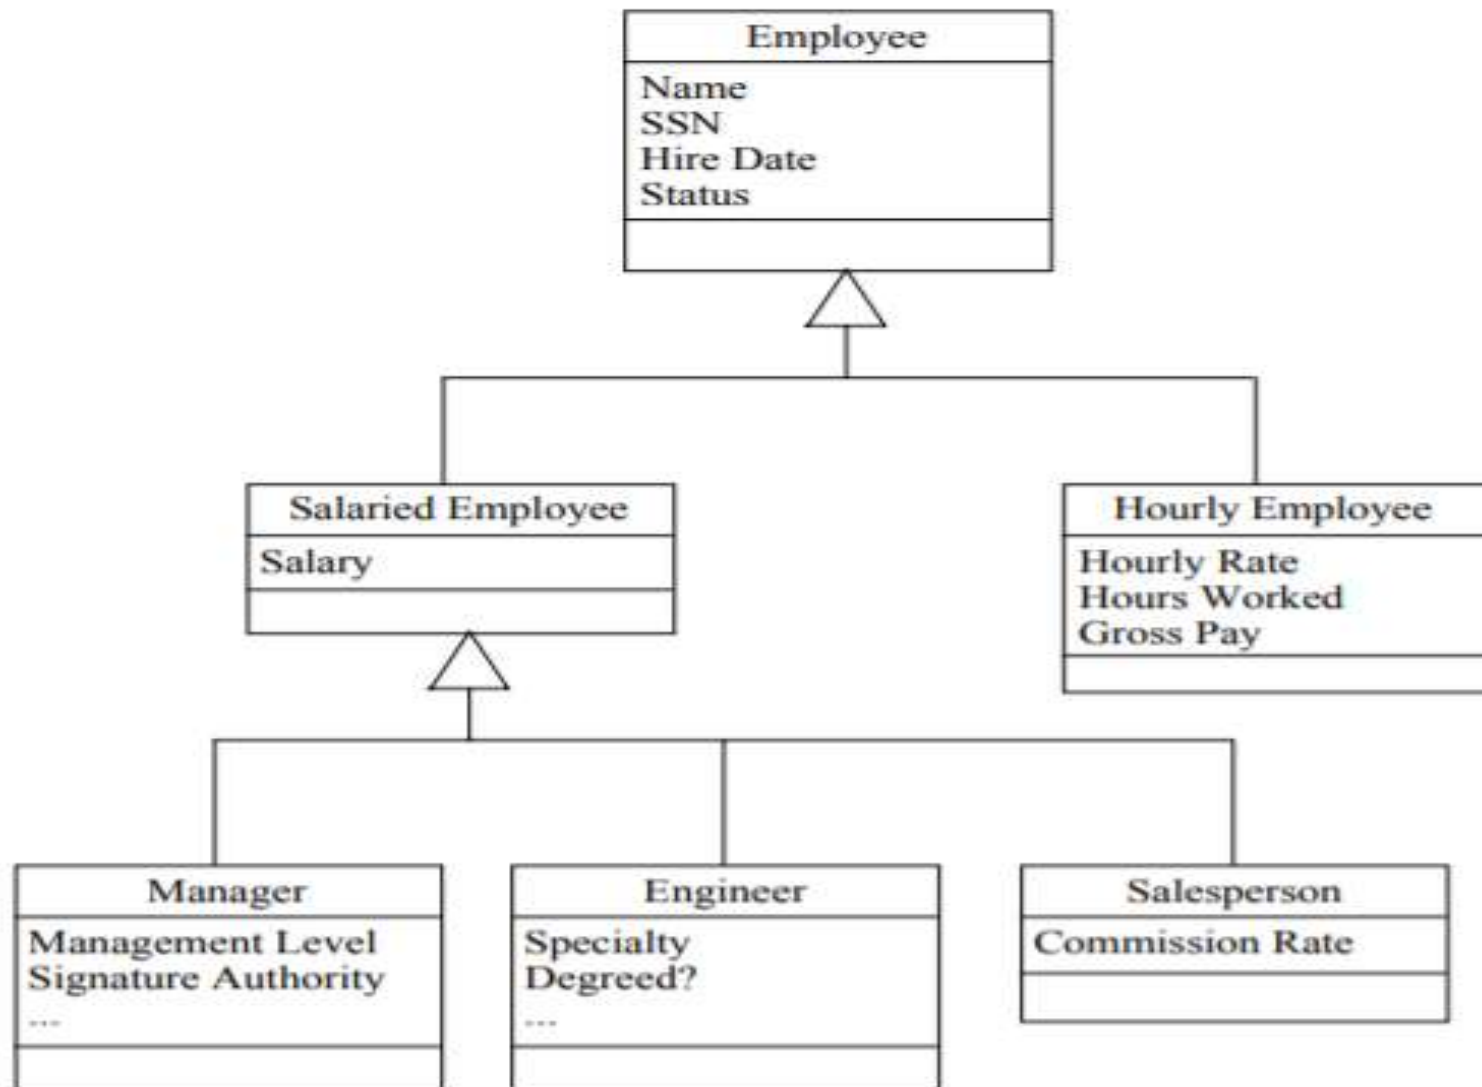 Employee
Name
SSN
Hire Date
Status
Salaried Employee
Salary
Hourly Employee
Hourly Rate
Hours Worked
Gross Pay
Manager
Management Level
Signature Authority
...
Engineer
Specialty
Degreed?
...
Salesperson
Commission Rate